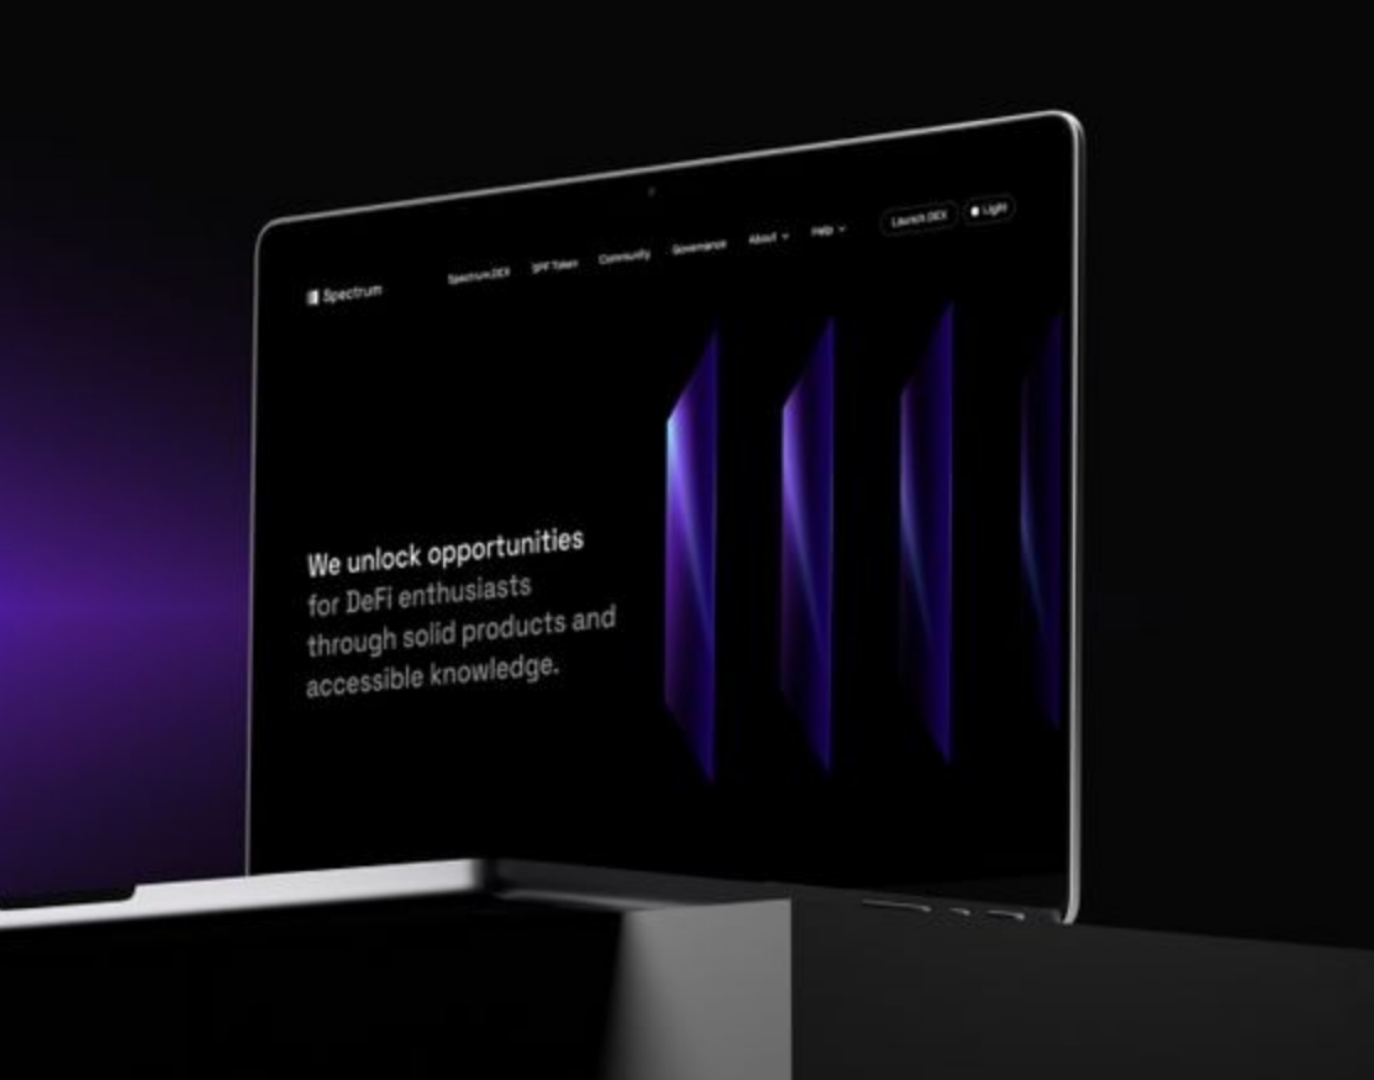 Spectrum
Spectrum DEX
SPF Token
Community
Governance
About
Help
Launch DEX
Light
We unlock opportunities
for DeFi enthusiasts
through solid products and
accessible knowledge.